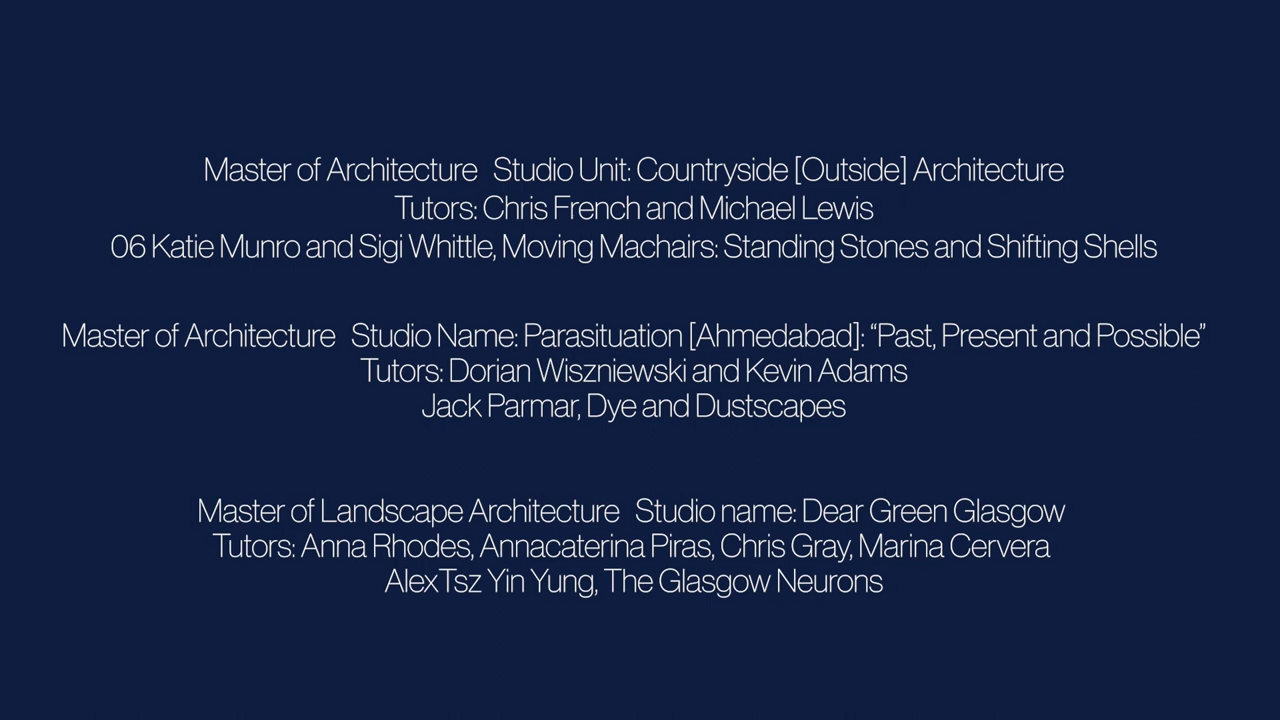 Master of Architecture Studio Unit: Countryside [Outside] Architecture
Tutors: Chris French and Michael Lewis
06 Katie Munro and Sigi Whittle, Moving Machairs: Standing Stones and Shifting Shells
Master of Architecture Studio Name: Parasituation [Ahmedabad]: “Past, Present and Possible”
Tutors: Dorian Wiszniewski and Kevin Adams
Jack Parmar, Dye and Dustscapes
Master of Landscape Architecture Studio name: Dear Green Glasgow
Tutors: Anna Rhodes, Annacaterina Piras, Chris Gray, Marina Cervera
AlexTsz Yin Yung, The Glasgow Neurons